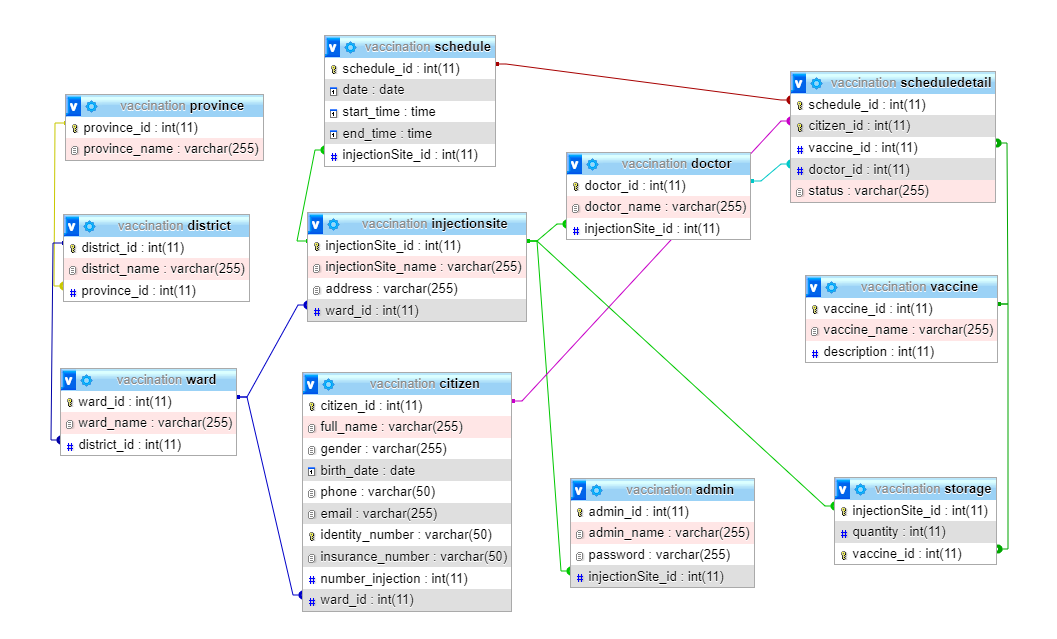 vaccination schedule
schedule_id : int(11)
date : date
start_time : time
end_time : time
injectionSite_id : int(11)
vaccination scheduledetail
schedule_id : int(11)
citizen_id : int(11)
vaccine_id : int(11)
doctor_id : int(11)
status : varchar(255)
vaccination province
province_id : int(11)
province_name : varchar(255)
vaccination doctor
doctor_id : int(11)
doctor_name : varchar(255)
injectionSite_id : int(11)
vaccination district
district_id : int(11)
district_name : varchar(255)
province_id : int(11)
vaccination injectionsite
injectionSite_id : int(11)
injectionSite_name : varchar(255)
address : varchar(255)
ward_id : int(11)
vaccination vaccine
vaccine_id : int(11)
vaccine_name : varchar(255)
description : int(11)
vaccination ward
ward_id : int(11)
ward_name : varchar(255)
district_id : int(11)
vaccination citizen
citizen_id : int(11)
full_name : varchar(255)
gender : varchar(255)
birth_date : date
phone : varchar(50)
email : varchar(255)
identity_number : varchar(50)
insurance_number : varchar(50)
number_injection : int(11)
ward_id : int(11)
vaccination admin
admin_id : int(11)
admin_name : varchar(255)
password : varchar(255)
injectionSite_id : int(11)
vaccination storage
injectionSite_id : int(11)
quantity : int(11)
vaccine_id : int(11)